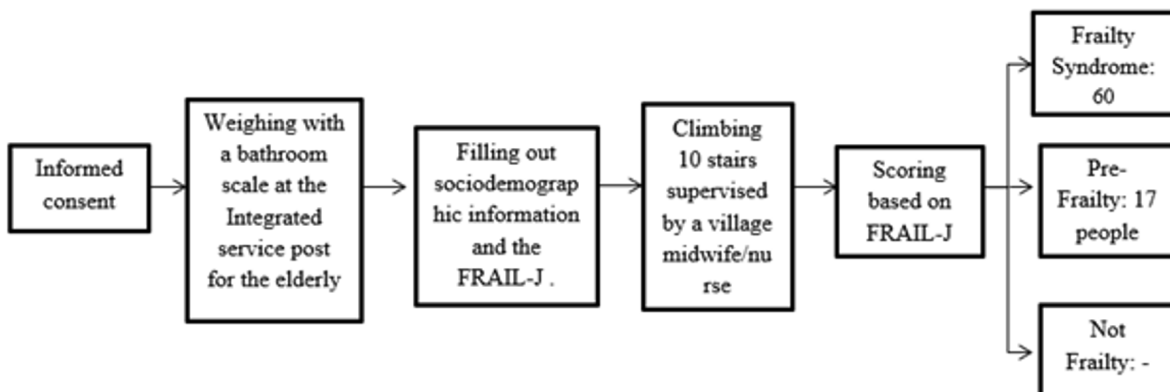 Informed
consent
Weighing with
a bathroom
scale at the
Integrated
service post
for the elderly
Filling out
sociodemograp
hic information
and the
FRAIL-J .
Climbing
10 stairs
supervised
by a village
midwife/nu
rse
Scoring
based on
FRAIL-J
Frailty
Syndrome:
60
Pre-
Frailty: 17
people
Not
Frailty: -